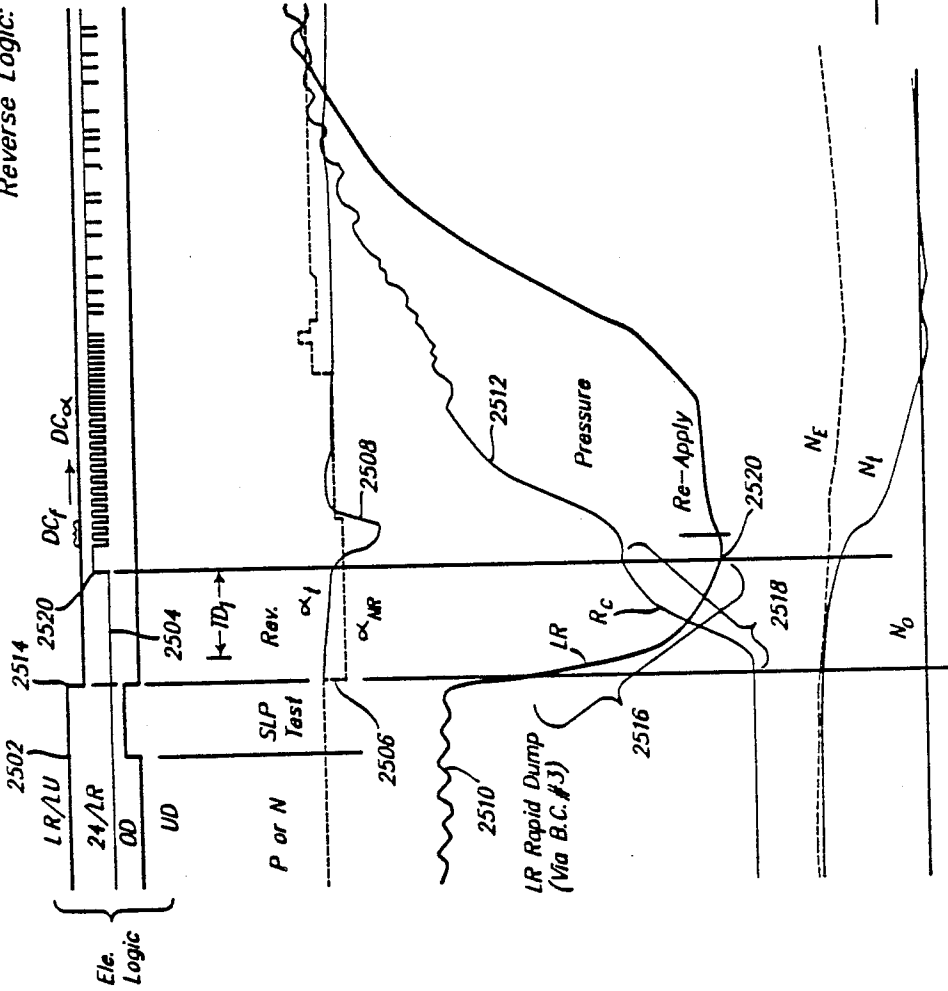 Reverse Logic:
Ele.
Logic
LR/LU
24/LR
OD
UD
2502
2514
2520
2504
DCf
DCα
TD1
P or N
SLP
Test
Rev.
αt
αNR
2506
2508
2510
2512
LR
RC
LR Rapid Dump
(Via B.C.#3)
2516
2518
2520
Pressure
Re-Apply
NE
Nt
No